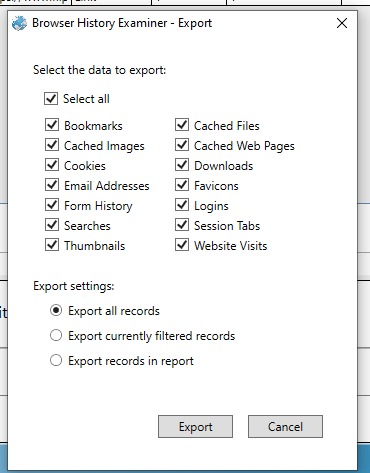 Browser History Examiner - Export
Select the data to export:
Select all
Bookmarks Cached Files
Cached Images Cached Web Pages
Cookies Downloads
Email Addresses Favicons
Form History Logins
Searches Session Tabs
Thumbnails Website Visits
Export settings:
Export all records
Export currently filtered records
Export records in report
Export Cancel